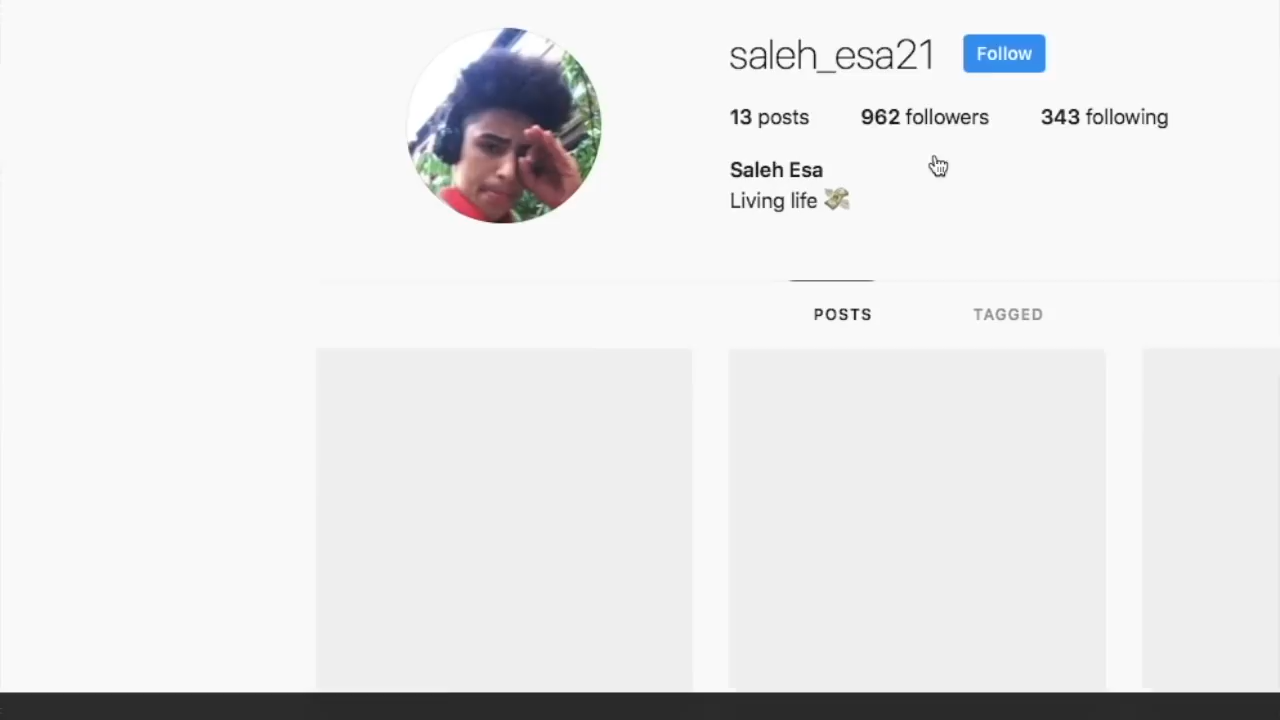 saleh_esa21 Follow
13 posts 962 followers 343 following
Saleh Esa
Living life 💸
POSTS TAGGED